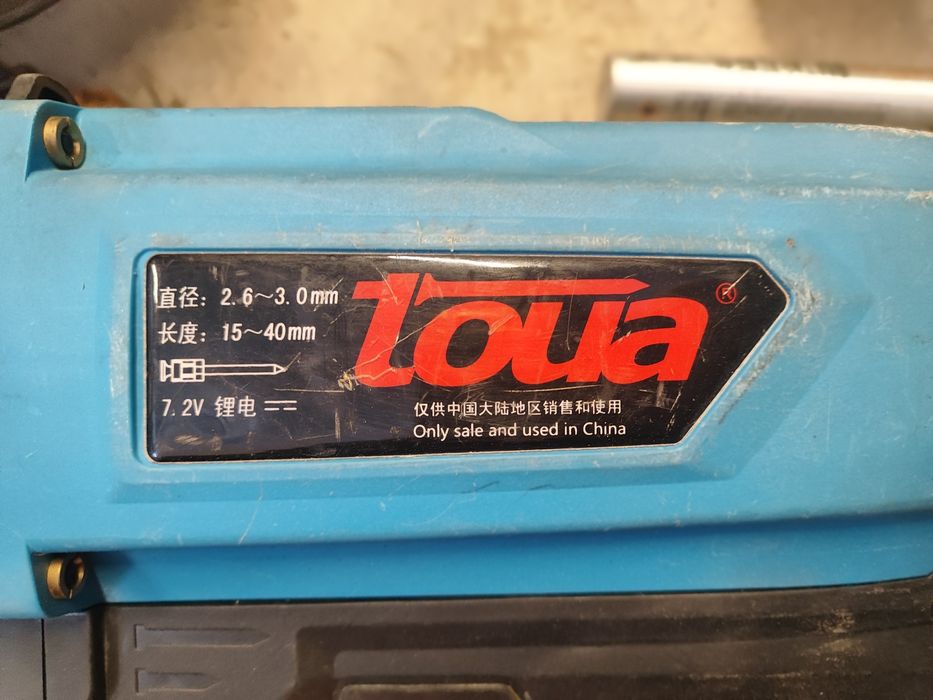 直径: 2.6～3.0mm
长度: 15～40mm
7.2V 锂电
toua®
仅供中国大陆地区销售和使用
Only sale and used in China